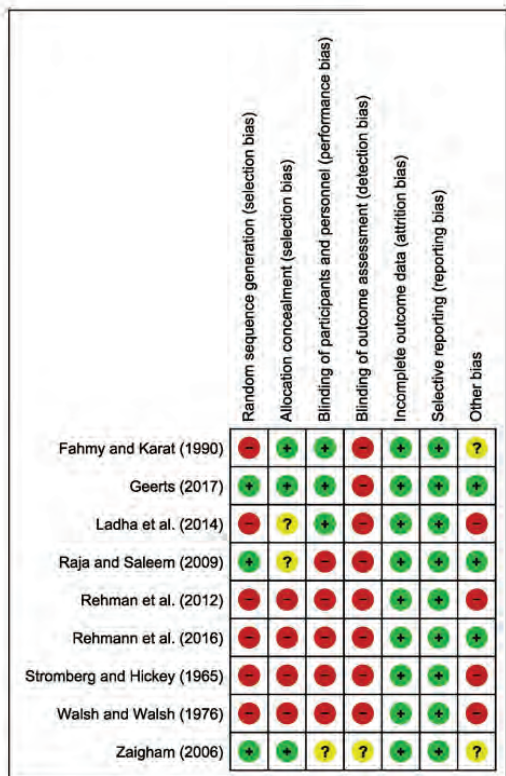 Random sequence generation (selection bias)
Allocation concealment (selection bias)
Blinding of participants and personnel (performance bias)
Blinding of outcome assessment (detection bias)
Incomplete outcome data (attrition bias)
Selective reporting (reporting bias)
Other bias
Fahmy and Karat (1990) - + + - + + ?
Geerts (2017) + + + - + + +
Ladha et al. (2014) - ? + - + + -
Raja and Saleem (2009) + ? - - + + +
Rehman et al. (2012) - - - - + + -
Rehmann et al. (2016) - - - - + + +
Stromberg and Hickey (1965) - - - - + + -
Walsh and Walsh (1976) - - - - + + -
Zaigham (2006) + + ? ? + + ?